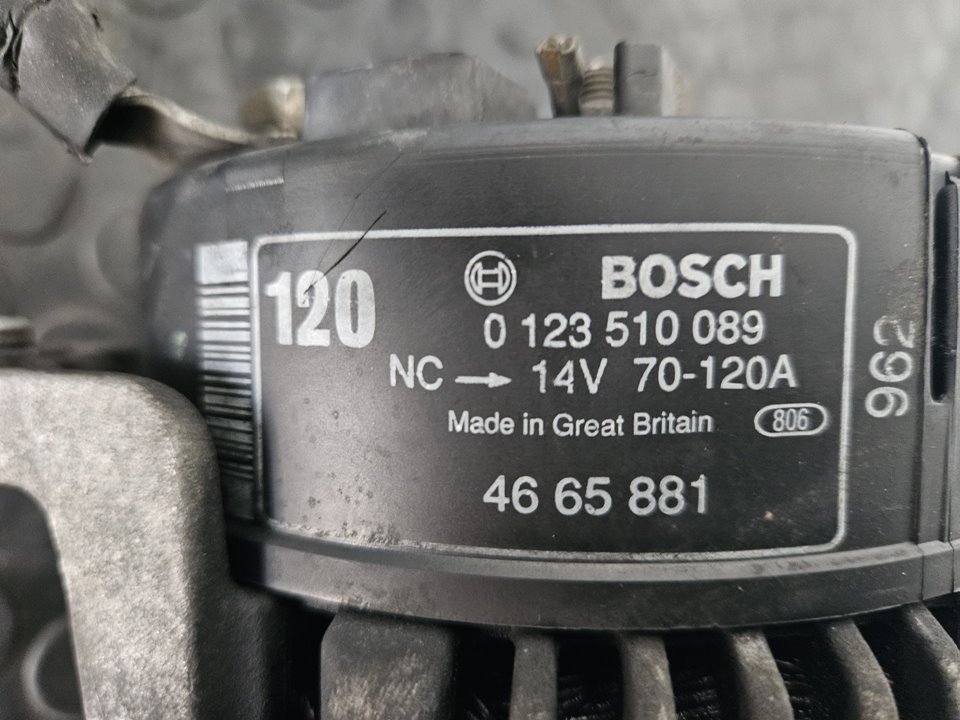 120
BOSCH
0 123 510 089
NC → 14V 70-120A
Made in Great Britain 806
46 65 881
962